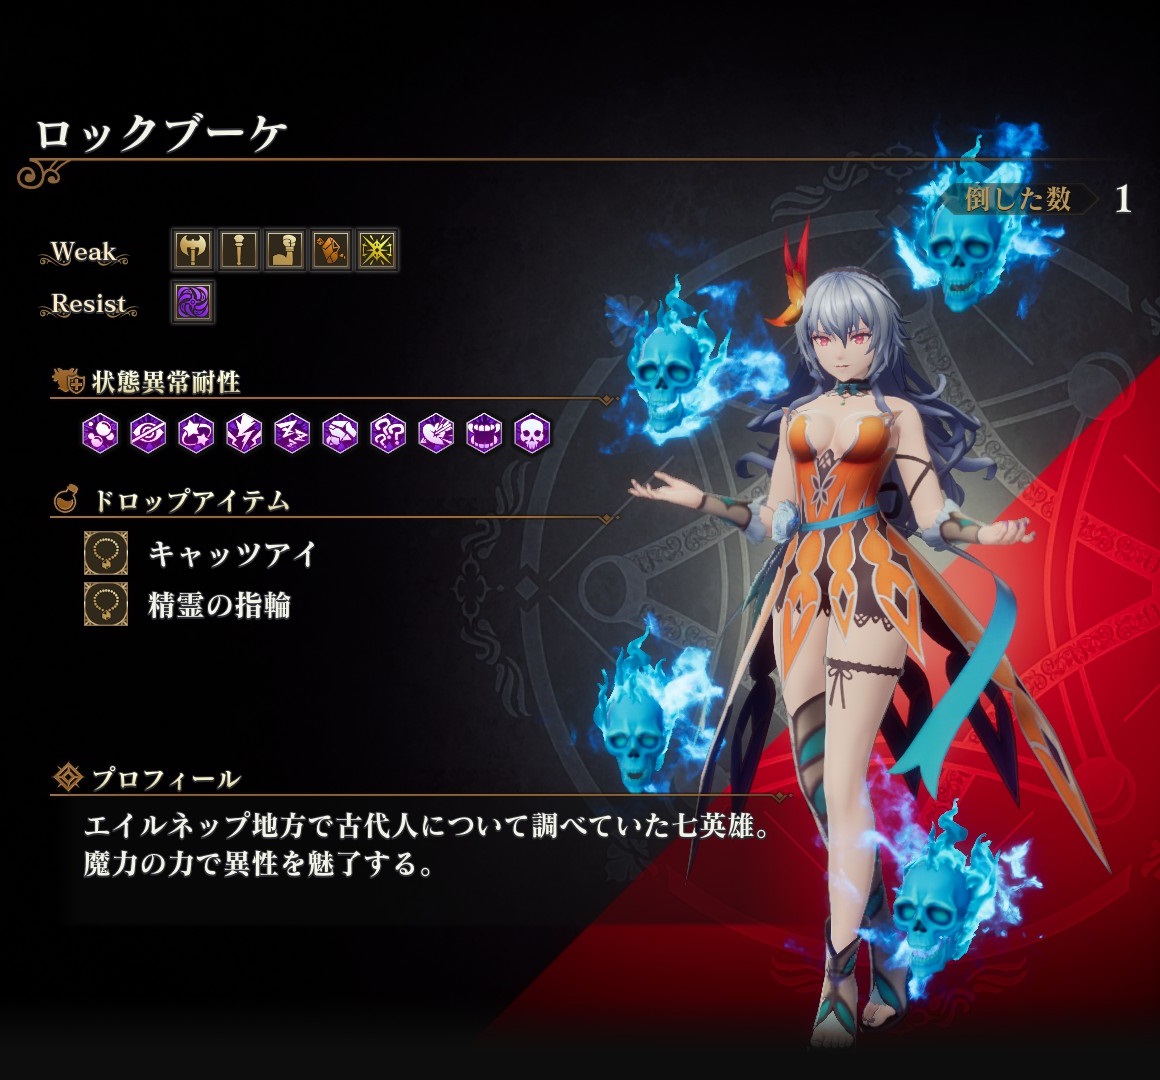 ロックブーケ
倒した数 1
Weak
Resist
状態異常耐性
ドロップアイテム
キャッツアイ
精霊の指輪
プロフィール
エイルネップ地方で古代人について調べていた七英雄。
魔力の力で異性を魅了する。